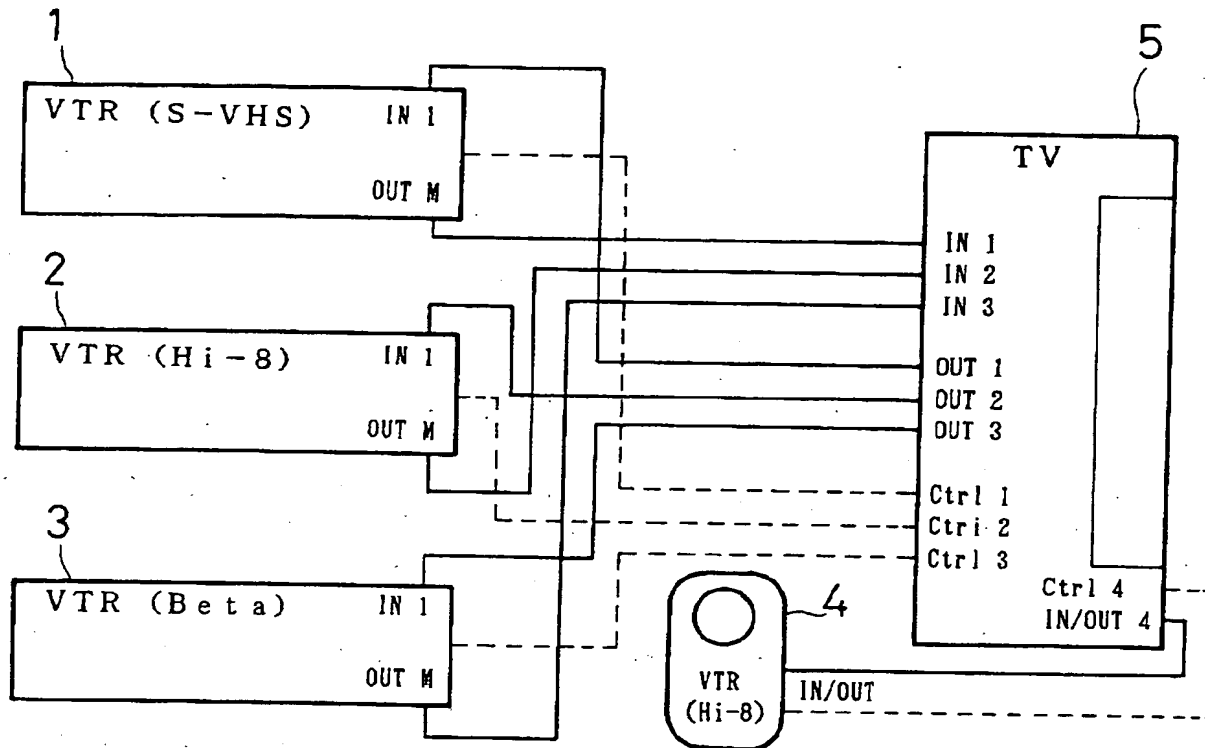 1
VTR (S-VHS)
IN 1
OUT M
2
VTR (Hi-8)
IN 1
OUT M
3
VTR (Beta)
IN 1
OUT M
5
TV
IN 1
IN 2
IN 3
OUT 1
OUT 2
OUT 3
Ctrl 1
Ctri 2
Ctrl 3
Ctrl 4
IN/OUT 4
4
VTR
(Hi-8)
IN/OUT